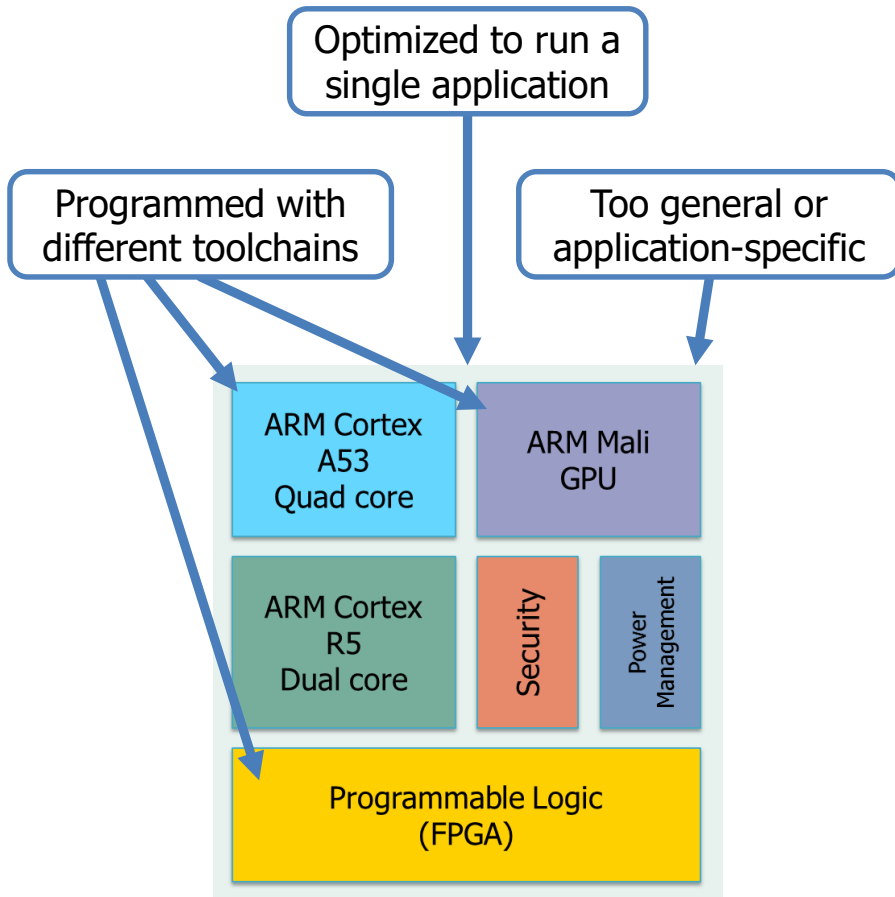 Optimized to run a
single application
Programmed with
different toolchains
Too general or
application-specific
ARM Cortex
A53
Quad core
ARM Mali
GPU
ARM Cortex
R5
Dual core
Security
Power
Management
Programmable Logic
(FPGA)